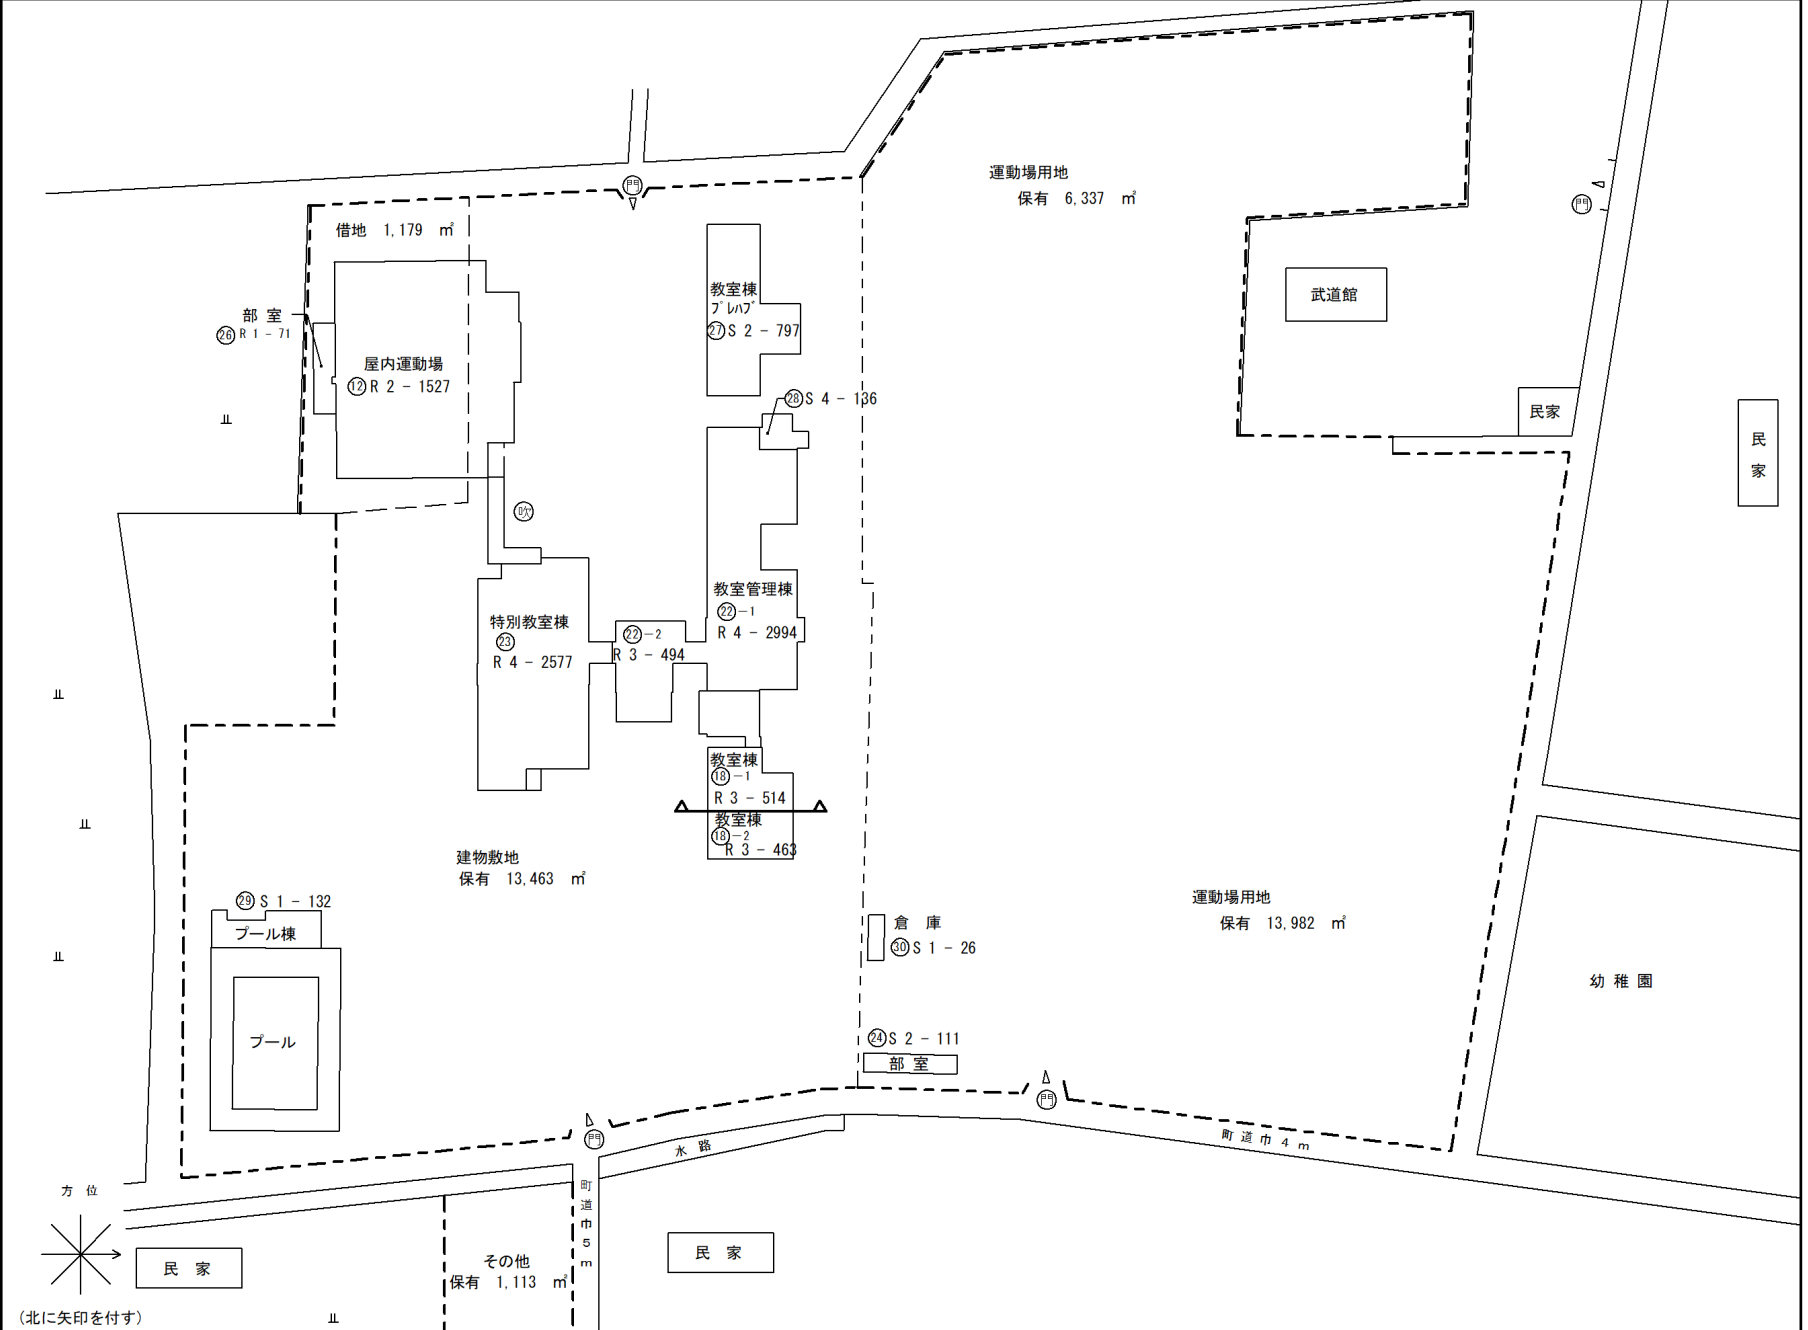 門
運動場用地
保有 6,337 ㎡
門
借地 1,179 ㎡
教室棟
プレハブ
㉗S 2 - 797
武道館
部 室
㉖R 1 - 71
屋内運動場
⑫R 2 - 1527
㉘S 4 - 136
民家
民
家
吹
教室管理棟
㉒-1
R 4 - 2994
特別教室棟
㉓
R 4 - 2577
㉒-2
R 3 - 494
教室棟
⑱-1
R 3 - 514
教室棟
⑱-2
R 3 - 463
建物敷地
保有 13,463 ㎡
㉙S 1 - 132
プール棟
プール
倉 庫
㉚S 1 - 26
運動場用地
保有 13,982 ㎡
幼 稚 園
㉔S 2 - 111
部 室
門
門
水 路
町 道 巾 4 m
町
道
巾
5
m
方 位
(北に矢印を付す)
民 家
その他
保有 1,113 ㎡
民 家